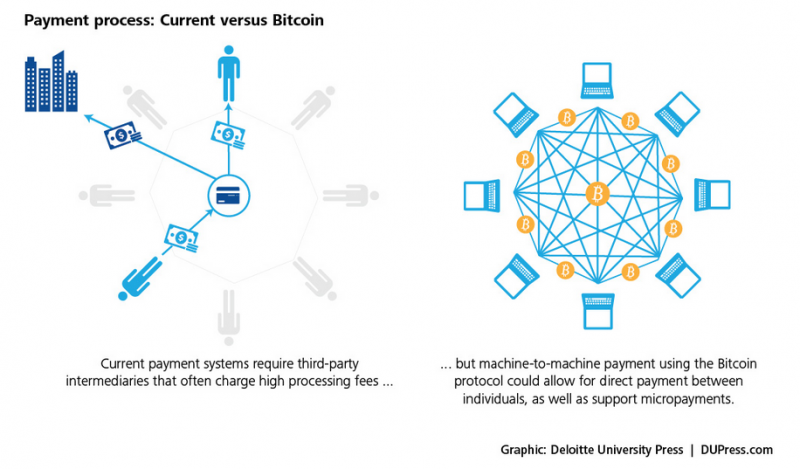 Payment process: Current versus Bitcoin
Current payment systems require third-party
intermediaries that often charge high processing fees ...
... but machine-to-machine payment using the Bitcoin
protocol could allow for direct payment between
individuals, as well as support micropayments.
Graphic: Deloitte University Press | DUPress.com